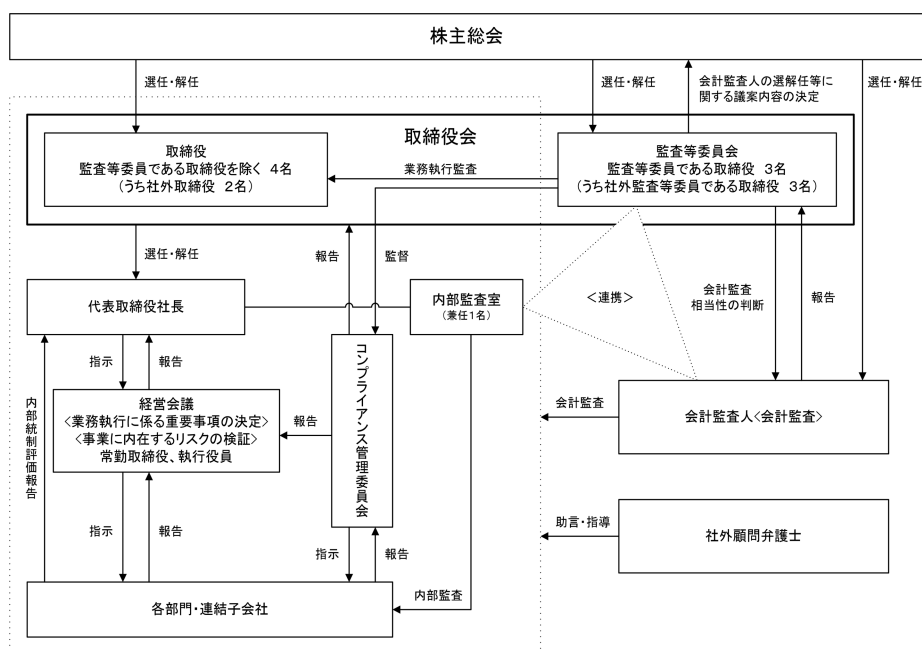 株主総会
選任・解任
選任・解任
会計監査人の選解任等に
関する議案内容の決定
選任・解任
取締役会
取締役
監査等委員である取締役を除く 4名
(うち社外取締役 2名)
業務執行監査
監査等委員会
監査等委員である取締役 3名
(うち社外監査等委員である取締役 3名)
選任・解任
報告
監督
代表取締役社長
内部監査室
(兼任1名)
<連携>
会計監査
相当性の判断
報告
指示
報告
内部統制評価報告
経営会議
<業務執行に係る重要事項の決定>
<事業に内在するリスクの検証>
常勤取締役、執行役員
報告
コンプライアンス管理委員会
会計監査
会計監査人<会計監査>
指示
報告
指示
報告
助言・指導
社外顧問弁護士
各部門・連結子会社
内部監査